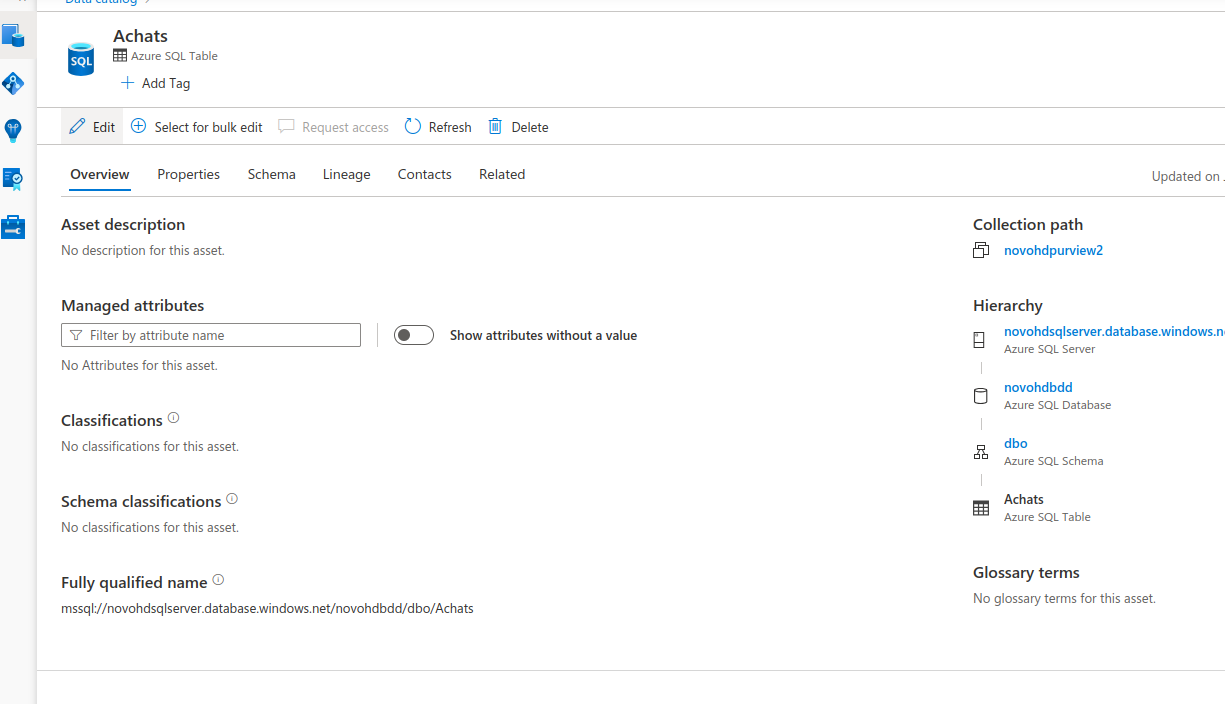 Data catalog >
Achats
SQL
Azure SQL Table
+ Add Tag
Edit Select for bulk edit Request access Refresh Delete
Overview Properties Schema Lineage Contacts Related
Updated on
Asset description
No description for this asset.
Managed attributes
Filter by attribute name
Show attributes without a value
No Attributes for this asset.
Classifications
No classifications for this asset.
Schema classifications
No classifications for this asset.
Fully qualified name
mssql://novohdsqlserver.database.windows.net/novohdbdd/dbo/Achats
Collection path
novohdpurview2
Hierarchy
novohdsqlserver.database.windows.n
Azure SQL Server
novohdbdd
Azure SQL Database
dbo
Azure SQL Schema
Achats
Azure SQL Table
Glossary terms
No glossary terms for this asset.